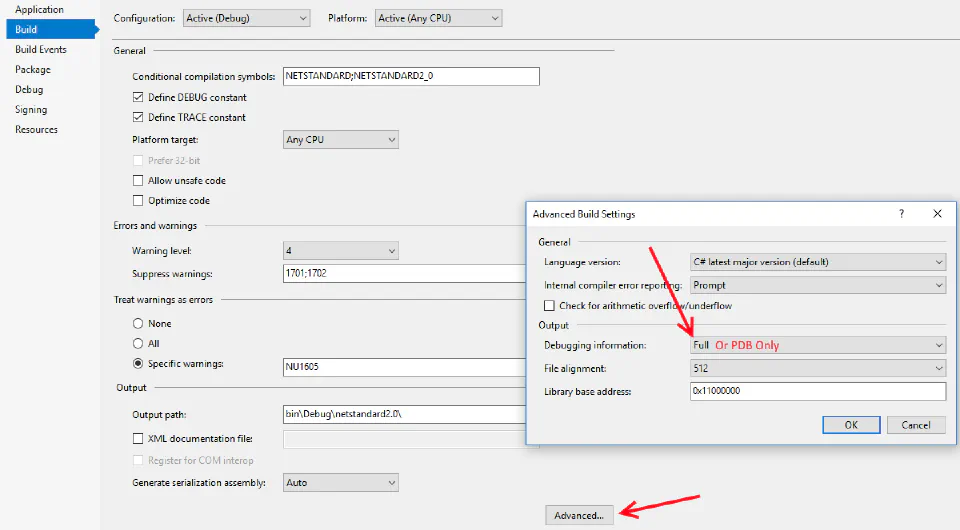 Application
Build
Build Events
Package
Debug
Signing
Resources
Configuration: Active (Debug) Platform: Active (Any CPU)
General
Conditional compilation symbols: NETSTANDARD;NETSTANDARD2_0
Define DEBUG constant
Define TRACE constant
Platform target: Any CPU
Prefer 32-bit
Allow unsafe code
Optimize code
Errors and warnings
Warning level: 4
Suppress warnings: 1701;1702
Treat warnings as errors
None
All
Specific warnings: NU1605
Output
Output path: bin\Debug\netstandard2.0\
XML documentation file:
Register for COM interop
Generate serialization assembly: Auto
Advanced...
Advanced Build Settings ?
General
Language version: C# latest major version (default)
Internal compiler error reporting: Prompt
Check for arithmetic overflow/underflow
Output
Debugging information: Full Or PDB Only
File alignment: 512
Library base address: 0x11000000
OK Cancel